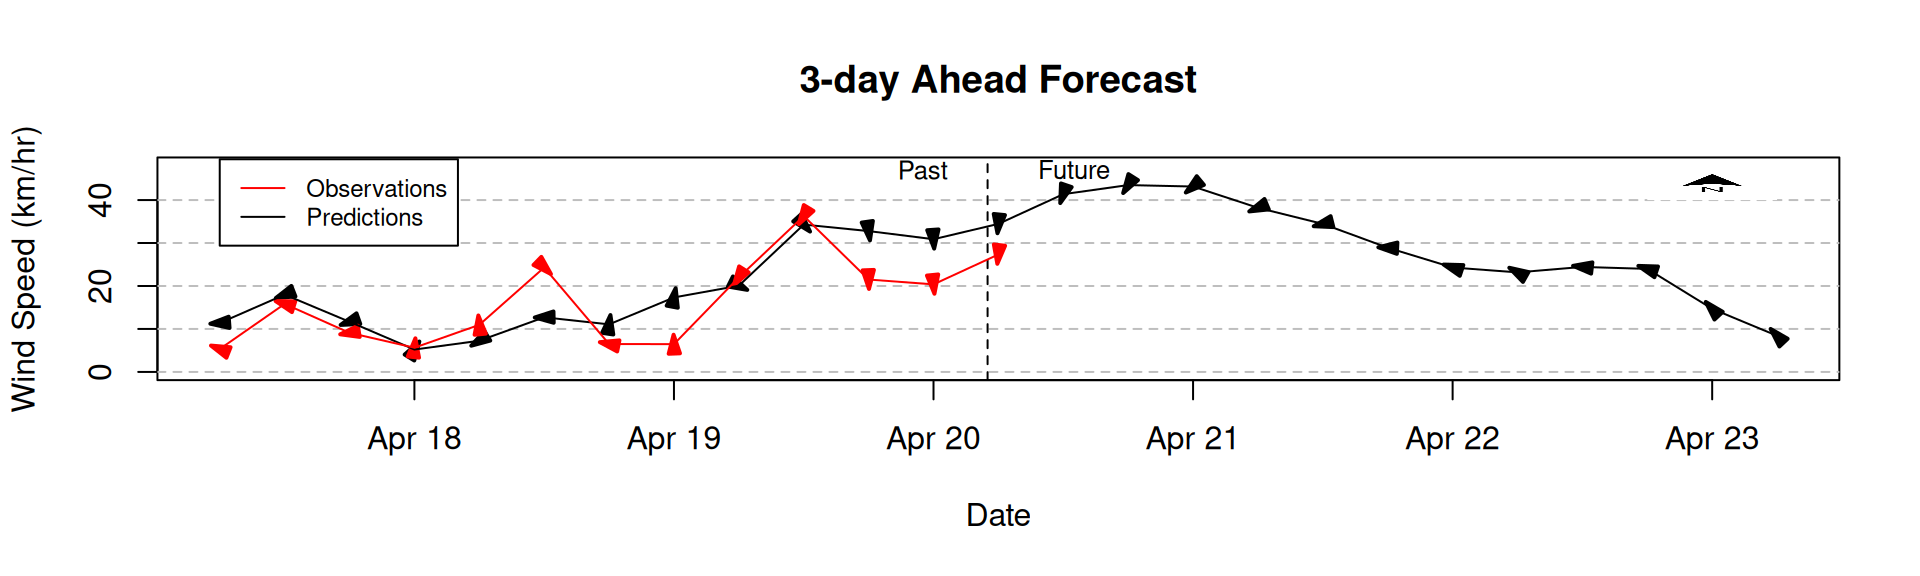 3-day Ahead Forecast
Wind Speed (km/hr)
40
20
0
Observations
Predictions
Past
Future
N
Apr 18
Apr 19
Apr 20
Apr 21
Apr 22
Apr 23
Date